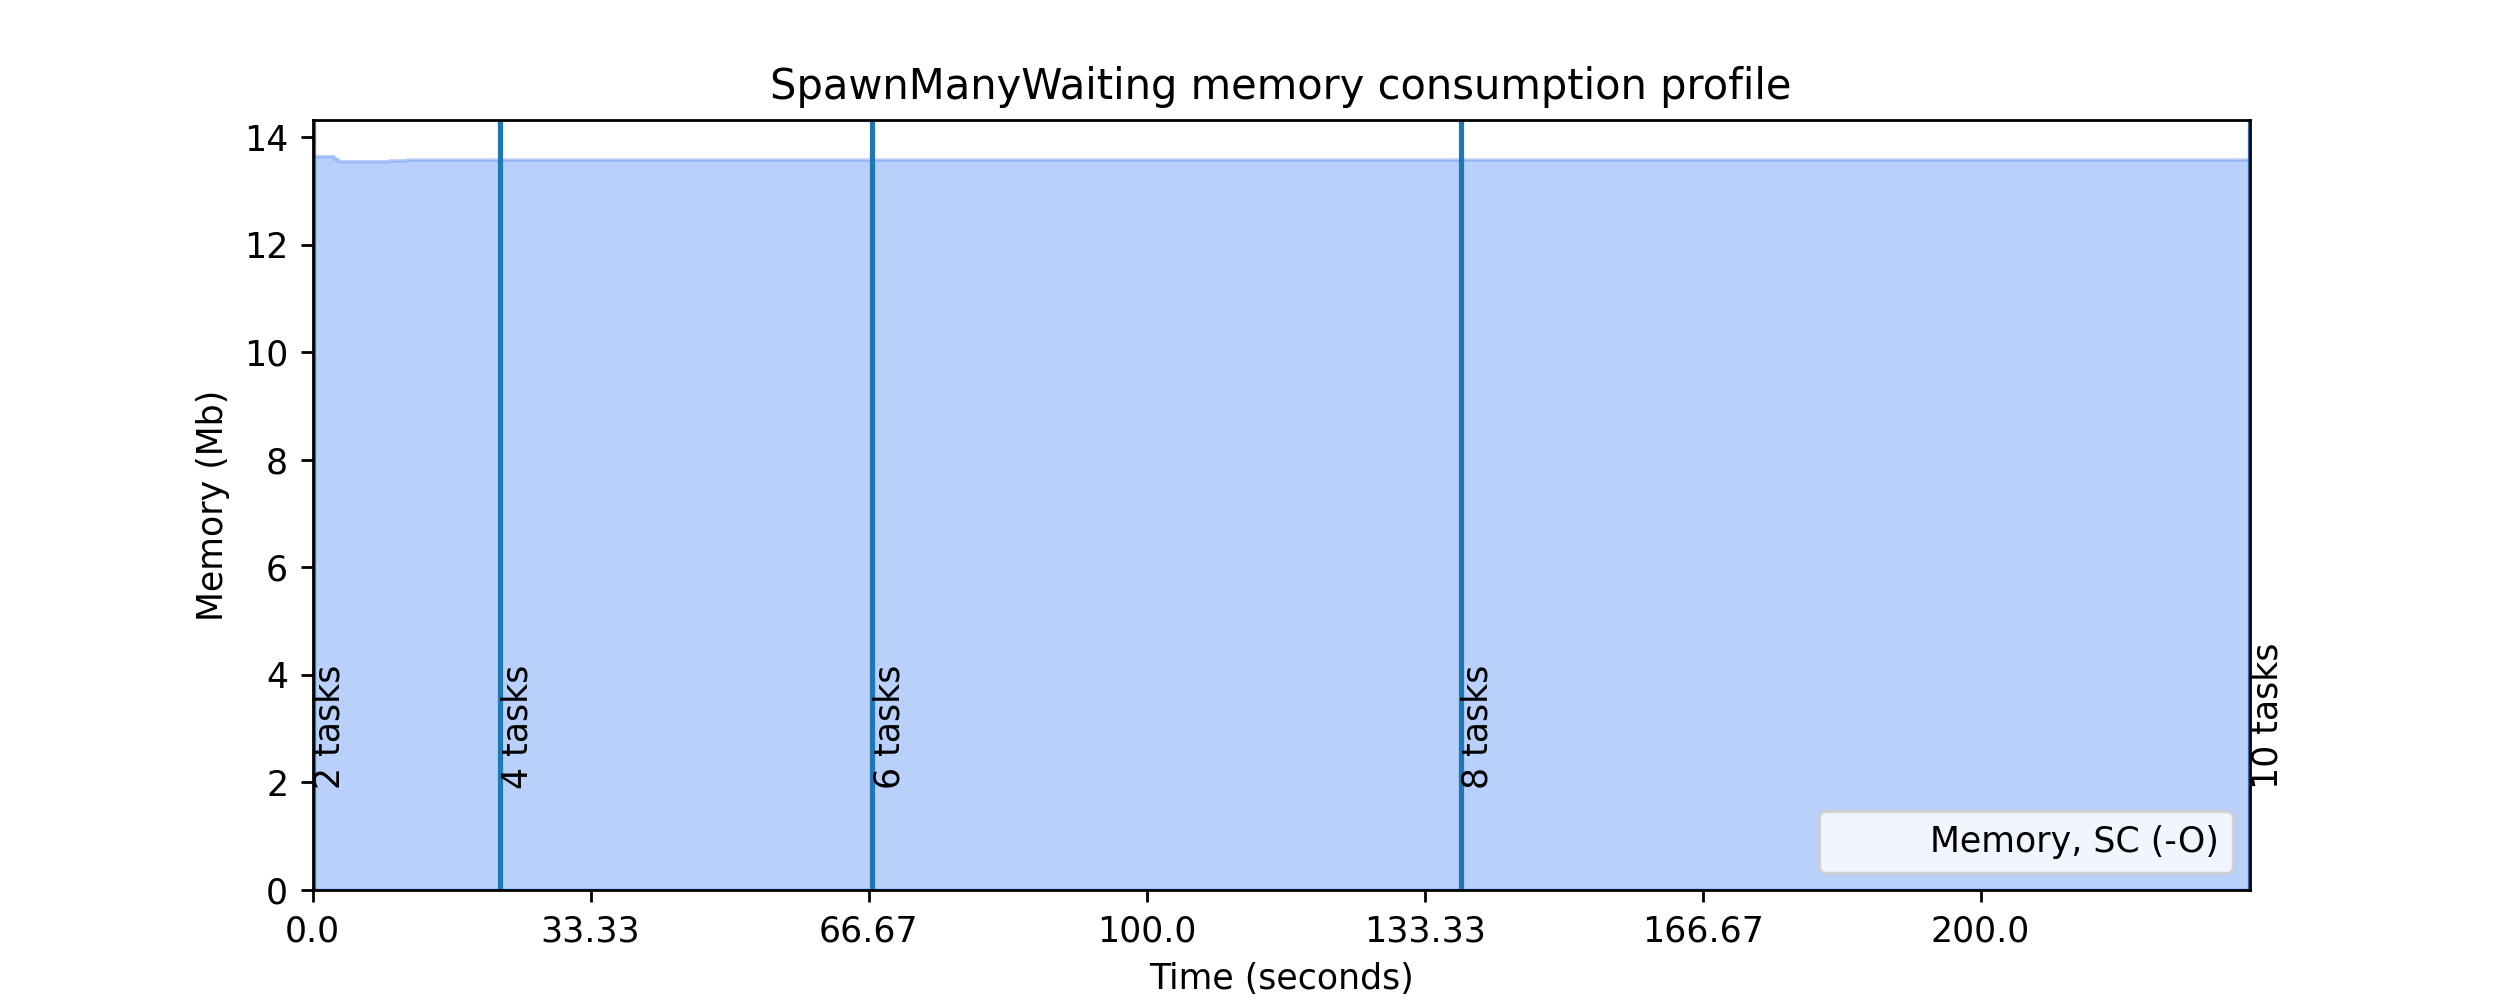 SpawnManyWaiting memory consumption profile
14
12
10
8
6
4
2
0
Memory (Mb)
2 tasks
4 tasks
6 tasks
8 tasks
10 tasks
Memory, SC (-O)
0.0
33.33
66.67
100.0
133.33
166.67
200.0
Time (seconds)